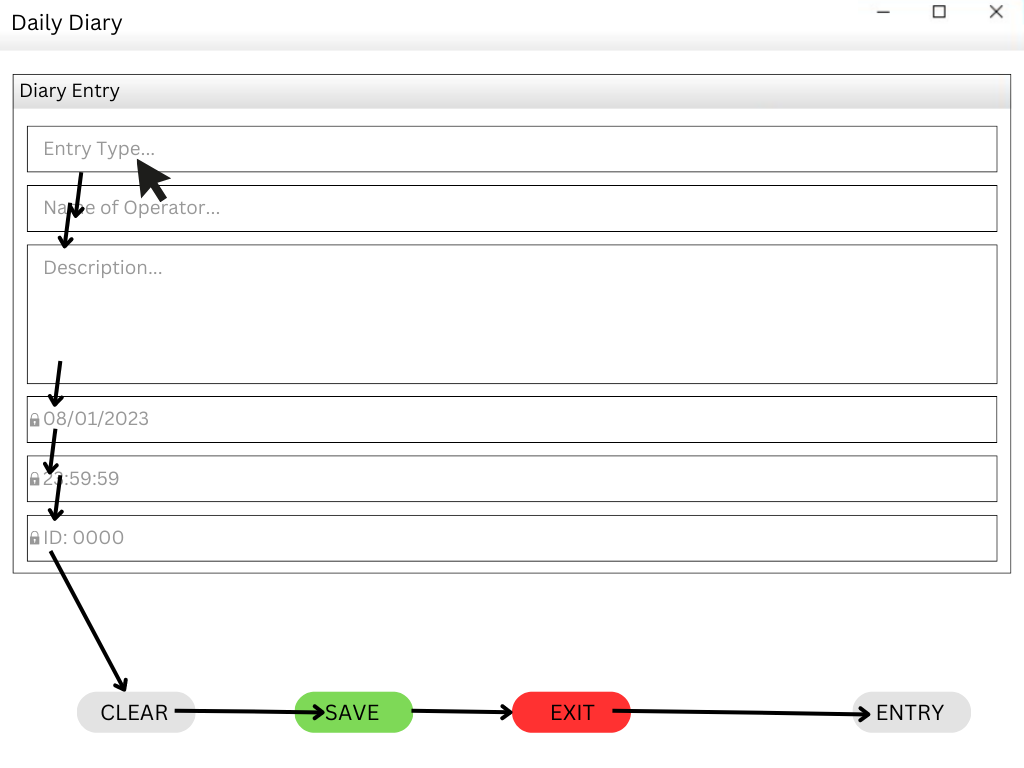 Daily Diary
Diary Entry
Entry Type...
Name of Operator...
Description...
08/01/2023
23:59:59
ID: 0000
CLEAR SAVE EXIT ENTRY